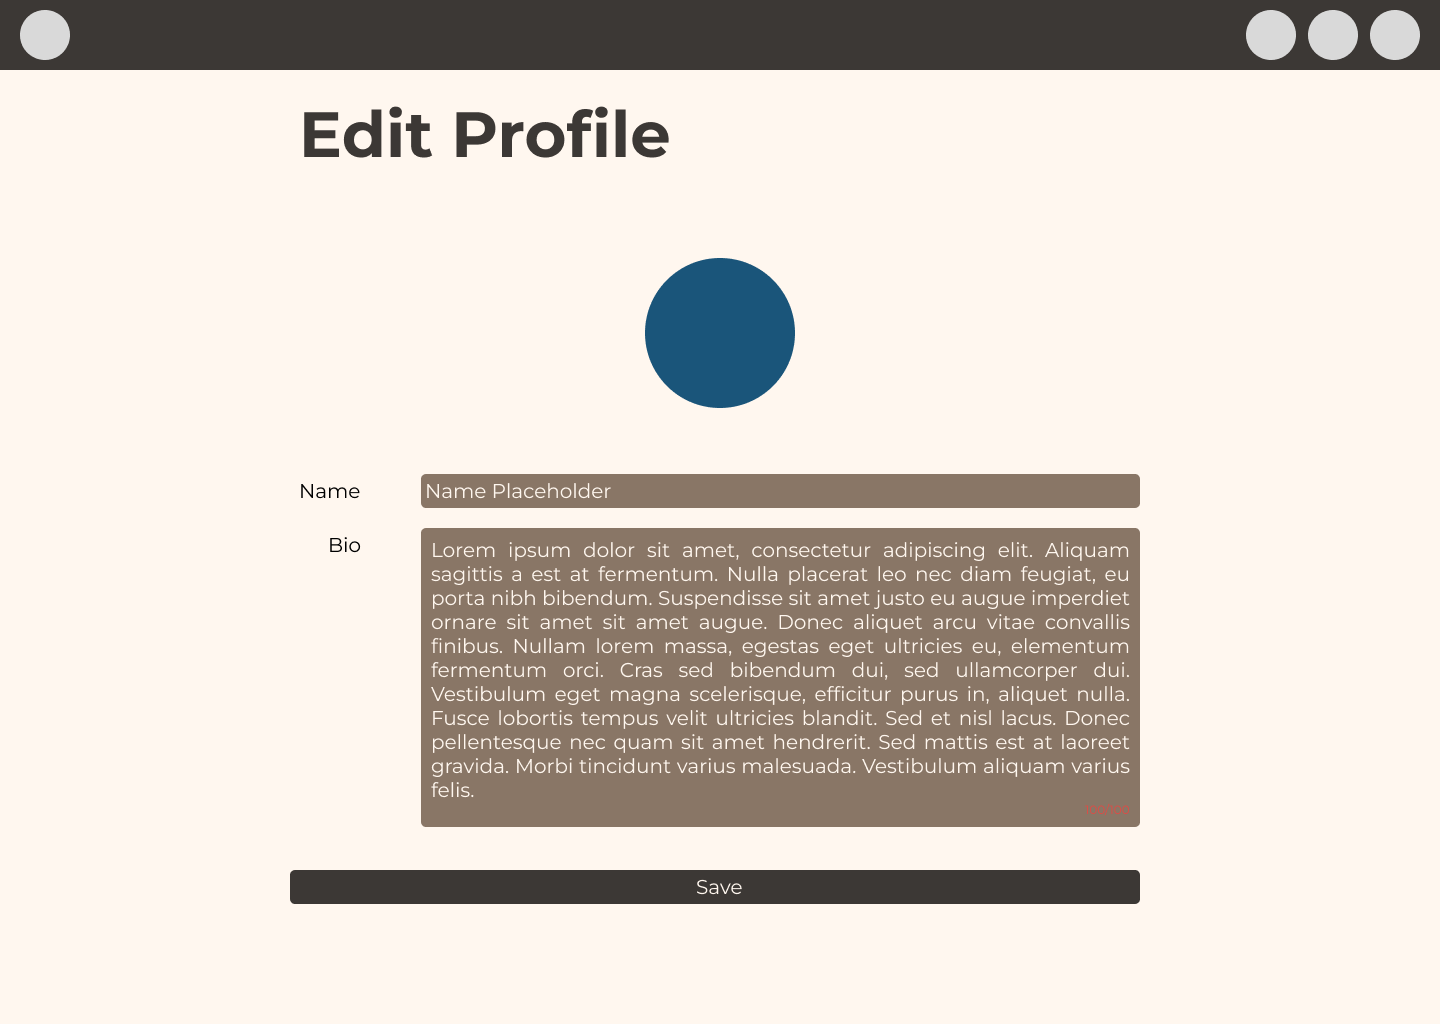 Edit Profile
Name
Name Placeholder
Bio
Lorem ipsum dolor sit amet, consectetur adipiscing elit. Aliquam
sagittis a est at fermentum. Nulla placerat leo nec diam feugiat, eu
porta nibh bibendum. Suspendisse sit amet justo eu augue imperdiet
ornare sit amet sit amet augue. Donec aliquet arcu vitae convallis
finibus. Nullam lorem massa, egestas eget ultricies eu, elementum
fermentum orci. Cras sed bibendum dui, sed ullamcorper dui.
Vestibulum eget magna scelerisque, efficitur purus in, aliquet nulla.
Fusce lobortis tempus velit ultricies blandit. Sed et nisl lacus. Donec
pellentesque nec quam sit amet hendrerit. Sed mattis est at laoreet
gravida. Morbi tincidunt varius malesuada. Vestibulum aliquam varius
felis.
Save